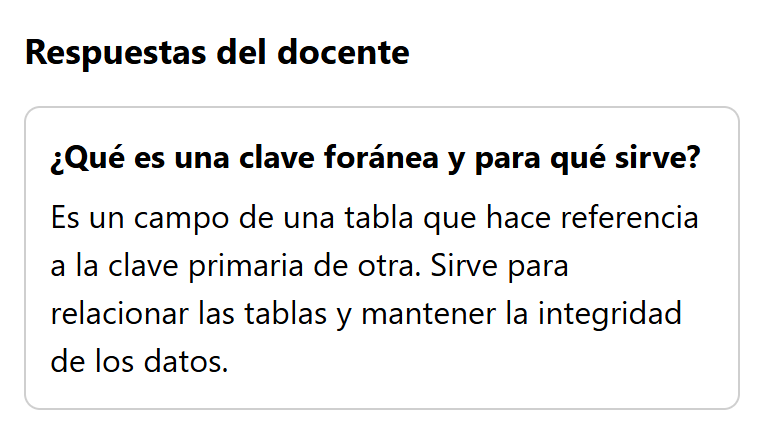 Respuestas del docente
¿Qué es una clave foránea y para qué sirve?
Es un campo de una tabla que hace referencia
a la clave primaria de otra. Sirve para
relacionar las tablas y mantener la integridad
de los datos.